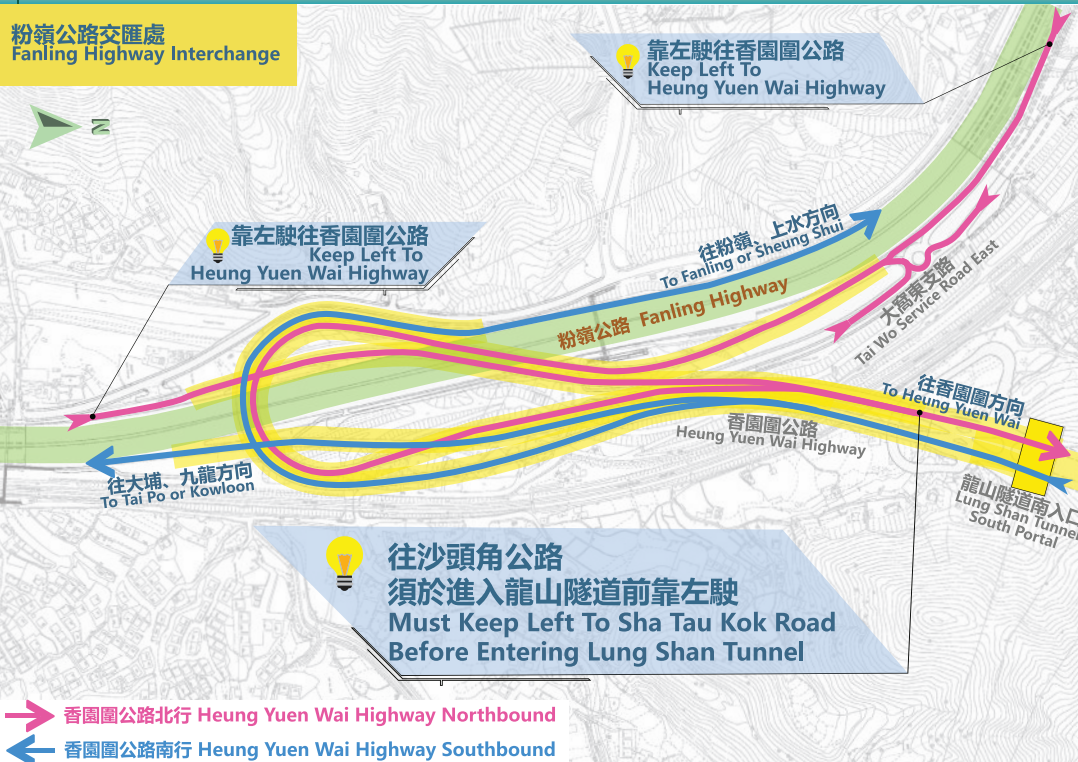 粉嶺公路交匯處
Fanling Highway Interchange
靠左駛往香園圍公路
Keep Left To
Heung Yuen Wai Highway
N
靠左駛往香園圍公路
Keep Left To
Heung Yuen Wai Highway
往粉嶺、上水方向
To Fanling or Sheung Shui
粉嶺公路 Fanling Highway
大窩東支路
Tai Wo Service Road East
往香園圍方向
To Heung Yuen Wai
香園圍公路
Heung Yuen Wai Highway
往大埔、九龍方向
To Tai Po or Kowloon
龍山隧道南入口
Lung Shan Tunnel
South Portal
往沙頭角公路
須於進入龍山隧道前靠左駛
Must Keep Left To Sha Tau Kok Road
Before Entering Lung Shan Tunnel
香園圍公路北行 Heung Yuen Wai Highway Northbound
香園圍公路南行 Heung Yuen Wai Highway Southbound